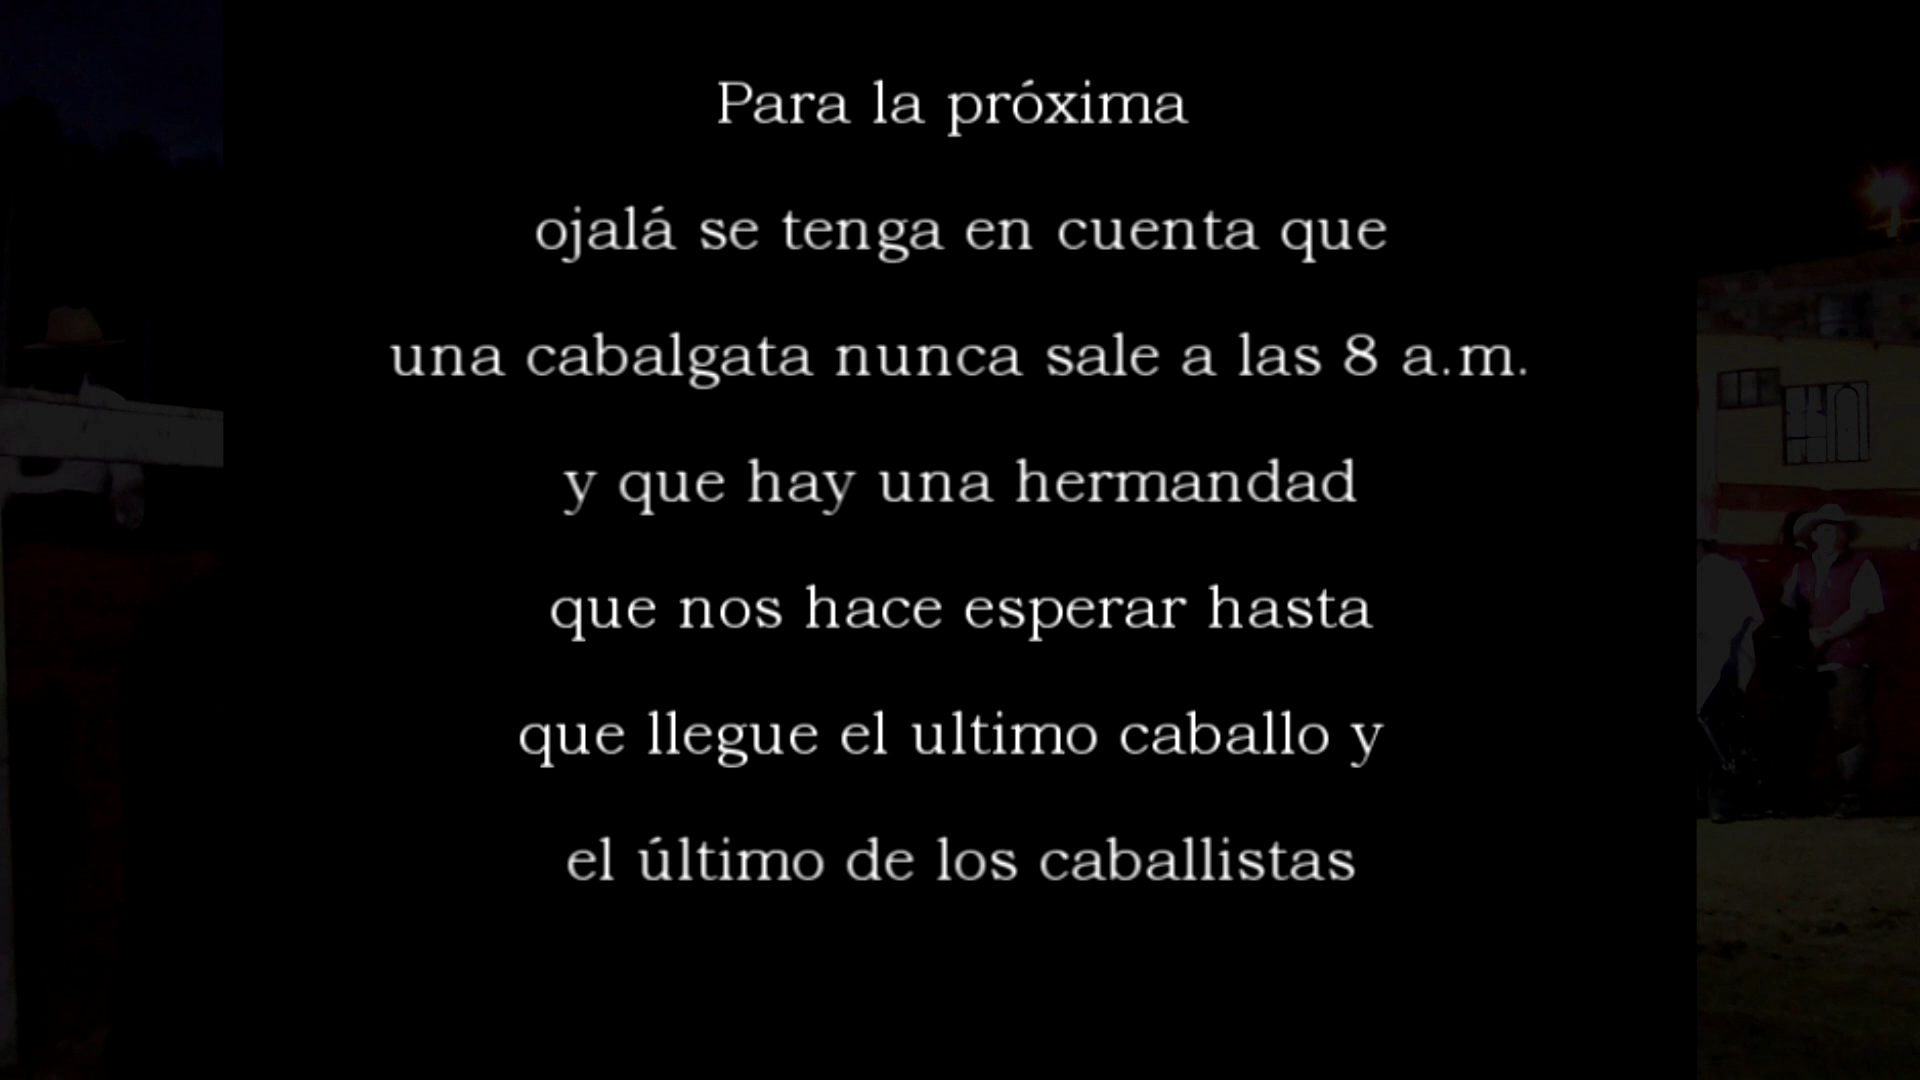 Para la próxima
ojalá se tenga en cuenta que
una cabalgata nunca sale a las 8 a.m.
y que hay una hermandad
que nos hace esperar hasta
que llegue el ultimo caballo y
el último de los caballistas